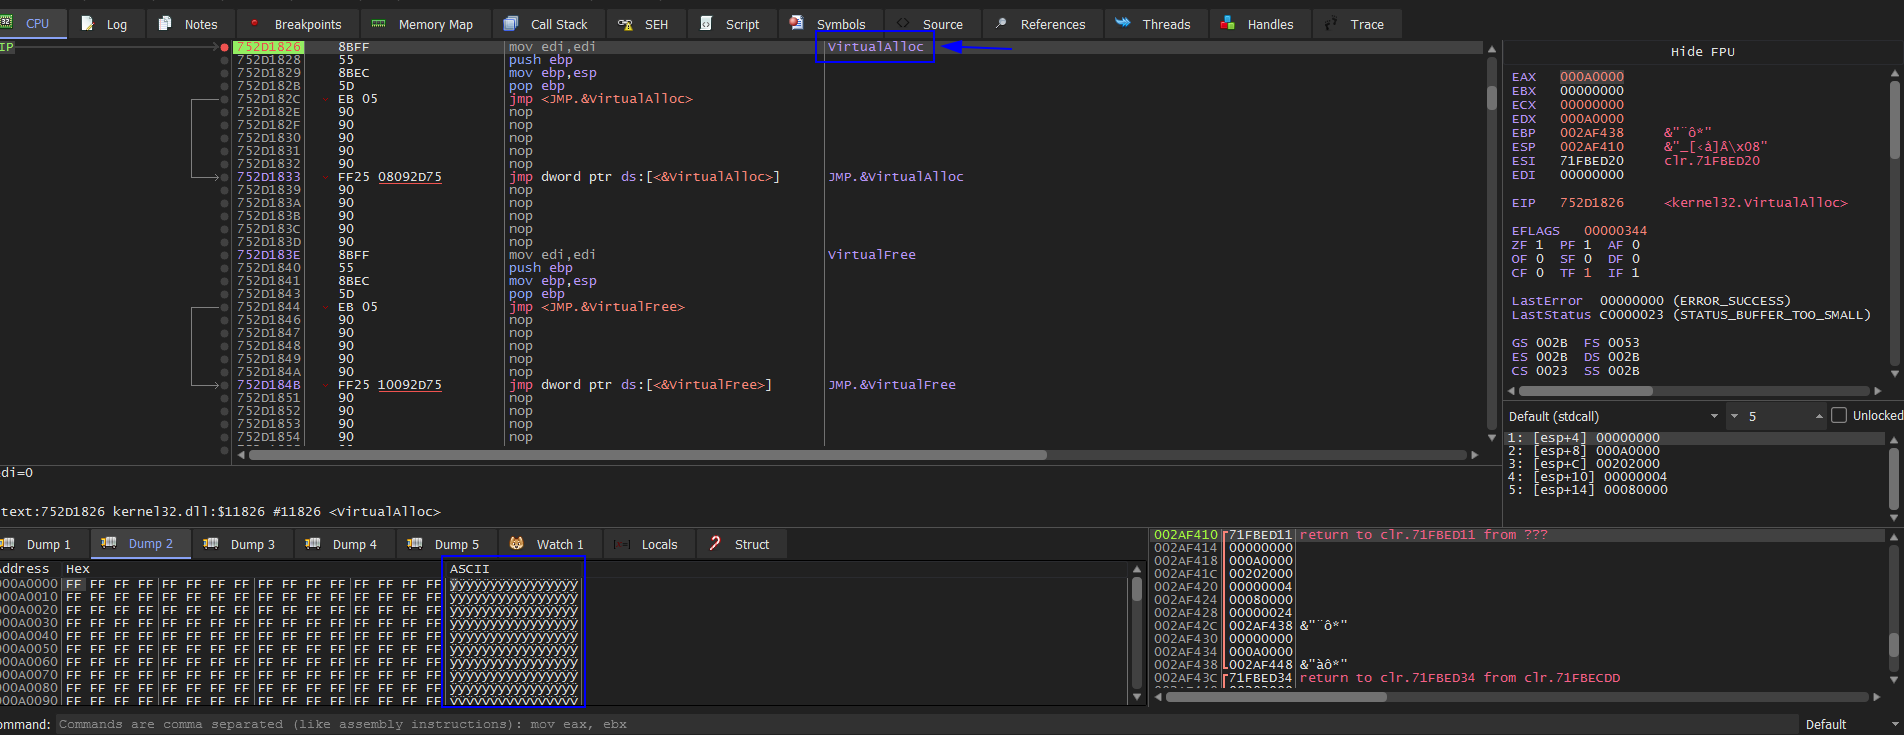 CPU Log Notes Breakpoints Memory Map Call Stack SEH Script Symbols Source References Threads Handles Trace
IP
752D1826 8BFF mov edi,edi VirtualAlloc
752D1828 55 push ebp
752D1829 8BEC mov ebp,esp
752D182B 5D pop ebp
752D182C EB 05 jmp <JMP.&VirtualAlloc>
752D182E 90 nop
752D182F 90 nop
752D1830 90 nop
752D1831 90 nop
752D1832 90 nop
752D1833 FF25 08092D75 jmp dword ptr ds:[<&VirtualAlloc>] JMP.&VirtualAlloc
752D1839 90 nop
752D183A 90 nop
752D183B 90 nop
752D183C 90 nop
752D183D 90 nop
752D183E 8BFF mov edi,edi VirtualFree
752D1840 55 push ebp
752D1841 8BEC mov ebp,esp
752D1843 5D pop ebp
752D1844 EB 05 jmp <JMP.&VirtualFree>
752D1846 90 nop
752D1847 90 nop
752D1848 90 nop
752D1849 90 nop
752D184A 90 nop
752D184B FF25 10092D75 jmp dword ptr ds:[<&VirtualFree>] JMP.&VirtualFree
752D1851 90 nop
752D1852 90 nop
752D1853 90 nop
752D1854 90 nop
Hide FPU
EAX 000A0000
EBX 00000000
ECX 00000000
EDX 000A0000
EBP 002AF438 &"¨ô*"
ESP 002AF410 &"_[‹å]Â\x08"
ESI 71FBED20 clr.71FBED20
EDI 00000000
EIP 752D1826 <kernel32.VirtualAlloc>
EFLAGS 00000344
ZF 1 PF 1 AF 0
OF 0 SF 0 DF 0
CF 0 TF 1 IF 1
LastError 00000000 (ERROR_SUCCESS)
LastStatus C0000023 (STATUS_BUFFER_TOO_SMALL)
GS 002B FS 0053
ES 002B DS 002B
CS 0023 SS 002B
Default (stdcall) 5 Unlocked
1: [esp+4] 00000000
2: [esp+8] 000A0000
3: [esp+C] 00202000
4: [esp+10] 00000004
5: [esp+14] 00080000
edi=0
text:752D1826 kernel32.dll:$11826 #11826 <VirtualAlloc>
Dump 1 Dump 2 Dump 3 Dump 4 Dump 5 Watch 1 Locals Struct
Address Hex ASCII
000A0000 FF FF FF FF FF FF FF FF FF FF FF FF FF FF FF FF ÿÿÿÿÿÿÿÿÿÿÿÿÿÿÿÿ
000A0010 FF FF FF FF FF FF FF FF FF FF FF FF FF FF FF FF ÿÿÿÿÿÿÿÿÿÿÿÿÿÿÿÿ
000A0020 FF FF FF FF FF FF FF FF FF FF FF FF FF FF FF FF ÿÿÿÿÿÿÿÿÿÿÿÿÿÿÿÿ
000A0030 FF FF FF FF FF FF FF FF FF FF FF FF FF FF FF FF ÿÿÿÿÿÿÿÿÿÿÿÿÿÿÿÿ
000A0040 FF FF FF FF FF FF FF FF FF FF FF FF FF FF FF FF ÿÿÿÿÿÿÿÿÿÿÿÿÿÿÿÿ
000A0050 FF FF FF FF FF FF FF FF FF FF FF FF FF FF FF FF ÿÿÿÿÿÿÿÿÿÿÿÿÿÿÿÿ
000A0060 FF FF FF FF FF FF FF FF FF FF FF FF FF FF FF FF ÿÿÿÿÿÿÿÿÿÿÿÿÿÿÿÿ
000A0070 FF FF FF FF FF FF FF FF FF FF FF FF FF FF FF FF ÿÿÿÿÿÿÿÿÿÿÿÿÿÿÿÿ
000A0080 FF FF FF FF FF FF FF FF FF FF FF FF FF FF FF FF ÿÿÿÿÿÿÿÿÿÿÿÿÿÿÿÿ
000A0090 FF FF FF FF FF FF FF FF FF FF FF FF FF FF FF FF ÿÿÿÿÿÿÿÿÿÿÿÿÿÿÿÿ
002AF410 71FBED11 return to clr.71FBED11 from ???
002AF414 00000000
002AF418 000A0000
002AF41C 00202000
002AF420 00000004
002AF424 00080000
002AF428 00000024
002AF42C 002AF438 &"¨ô*"
002AF430 00000000
002AF434 000A0000
002AF438 002AF448 &"àô*"
002AF43C 71FBED34 return to clr.71FBED34 from clr.71FBECDD
Command: Commands are comma separated (like assembly instructions): mov eax, ebx Default